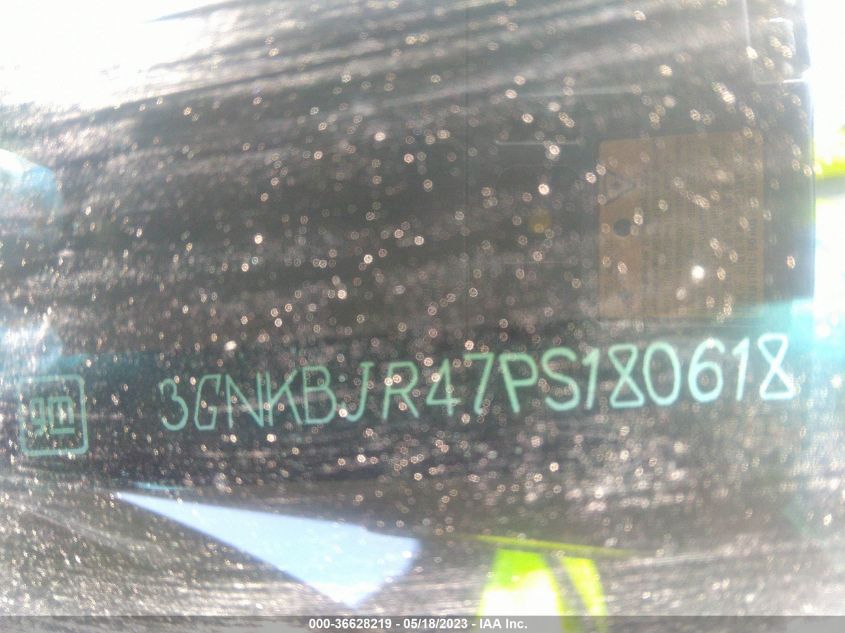 gm 3GNKBJR47PS180618
000-36628219 - 05/18/2023 - IAA Inc.